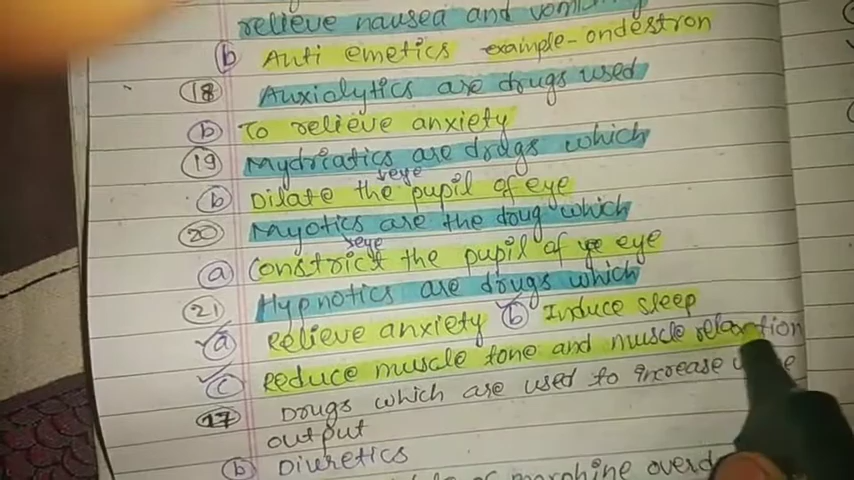 relieve nausea and
(b) Anti emetics example-ondestron
(18) Anxiolytics are drugs used
(b) To relieve anxiety
(19) Mydriatics are drugs which
eye
(b) Dilate the pupil of eye
(20) Myotics are the drug which
eye
(a) Constrict the pupil of eye
(21) Hypnotics are drugs which
(a) Relieve anxiety (b) Induce sleep
(c) Reduce muscle tone and muscle relaxation
(17) Drugs which are used to increase
output
(b) Diuretics
of morphine